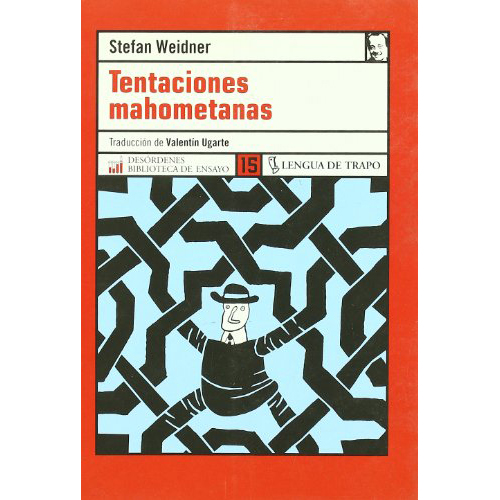 Stefan Weidner
Tentaciones
mahometanas
Traducción de Valentín Ugarte
DESÓRDENES
BIBLIOTECA DE ENSAYO
15
LENGUA DE TRAPO